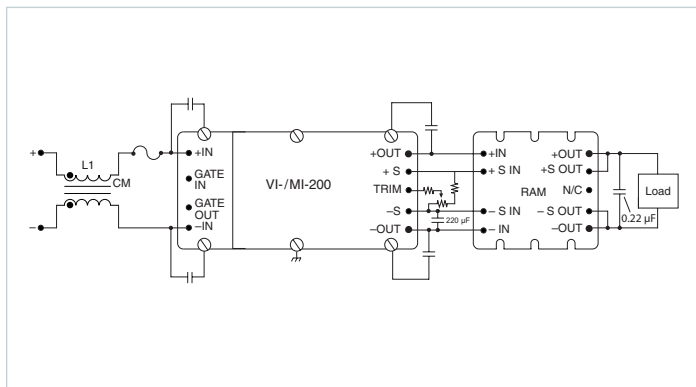 +
L1
CM
–
+IN
GATE
IN
GATE
OUT
–IN
VI-/MI-200
+OUT
+ S
TRIM
–S
–OUT
220 µF
+IN
+ S IN
– S IN
– IN
RAM
+OUT
+S OUT
N/C
– S OUT
–OUT
0.22 µF
Load